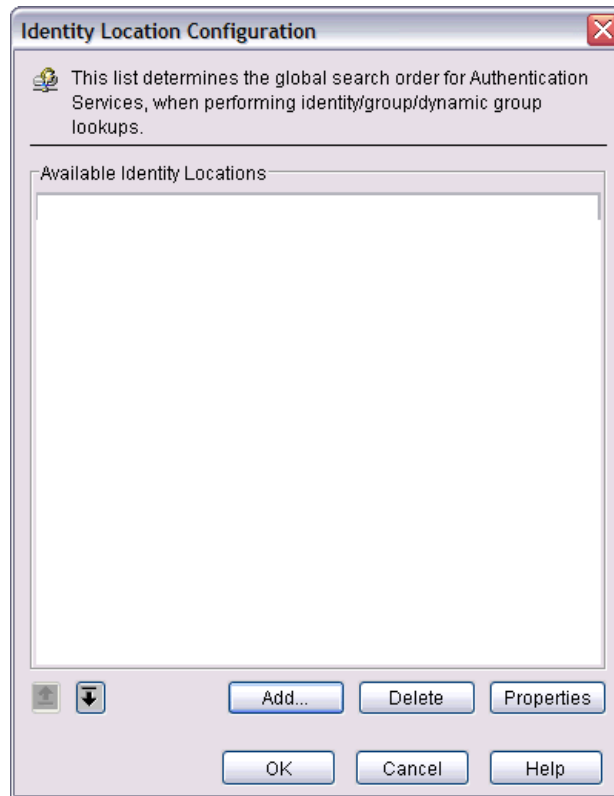 Identity Location Configuration
This list determines the global search order for Authentication
Services, when performing identity/group/dynamic group
lookups.
Available Identity Locations
Add...
Delete
Properties
OK
Cancel
Help